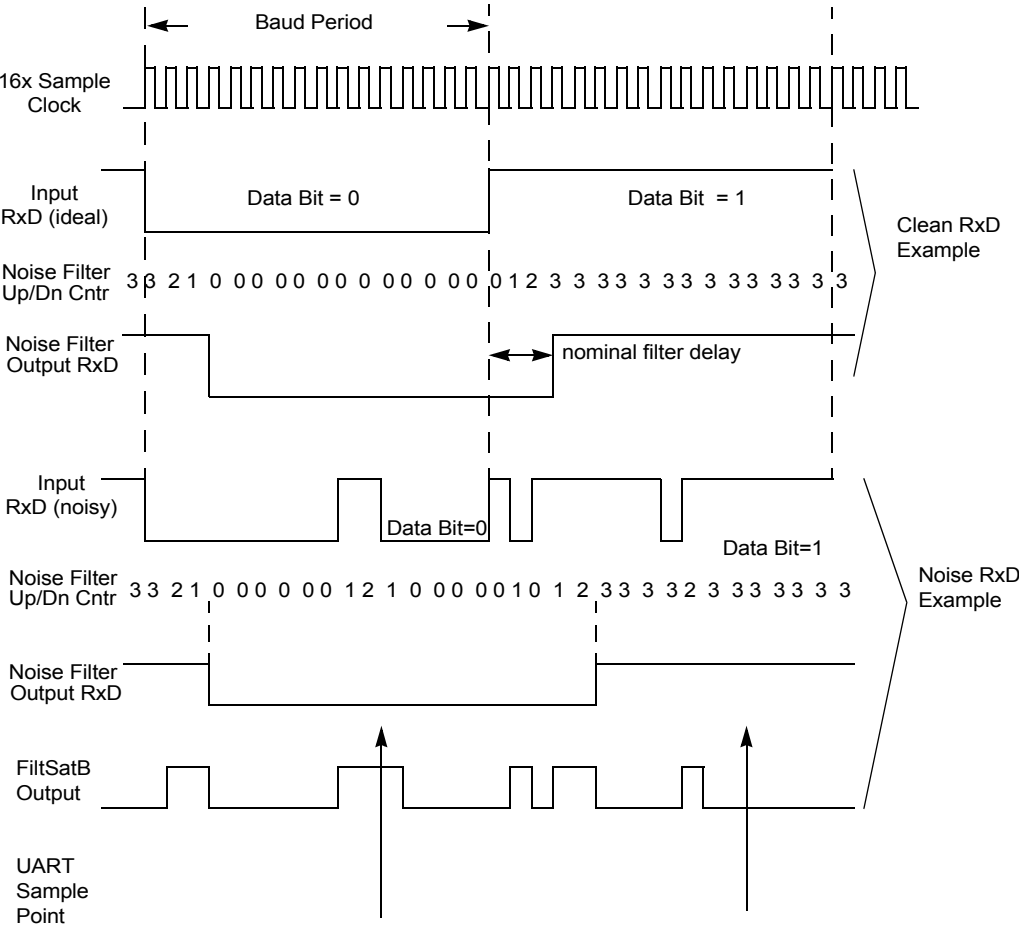 Baud Period
16x Sample
Clock
Input
RxD (ideal)
Data Bit = 0
Data Bit = 1
Clean RxD
Example
Noise Filter
Up/Dn Cntr
3 3 2 1 0 0 0 0 0 0 0 0 0 0 0 0 0 0 1 2 3 3 3 3 3 3 3 3 3 3 3 3 3 3
Noise Filter
Output RxD
nominal filter delay
Input
RxD (noisy)
Data Bit=0
Data Bit=1
Noise RxD
Example
Noise Filter
Up/Dn Cntr
3 3 2 1 0 0 0 0 0 0 1 2 1 0 0 0 0 0 1 0 1 2 3 3 3 3 2 3 3 3 3 3 3 3
Noise Filter
Output RxD
FiltSatB
Output
UART
Sample
Point